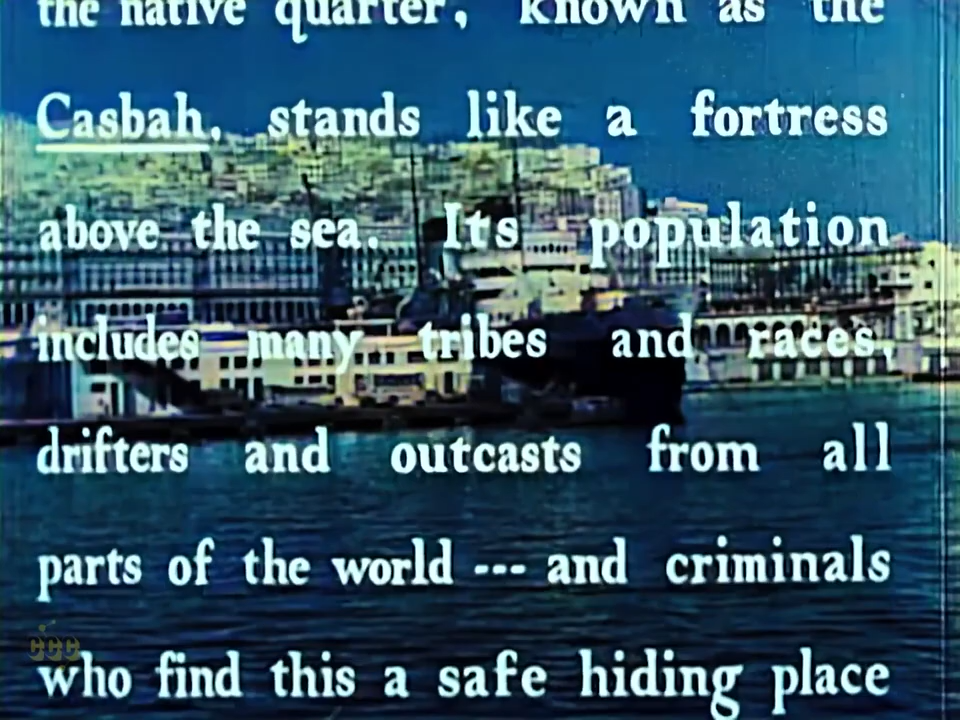 the native quarter, known as the
Casbah, stands like a fortress
above the sea. Its population
includes many tribes and races,
drifters and outcasts from all
parts of the world --- and criminals
who find this a safe hiding place
CCC